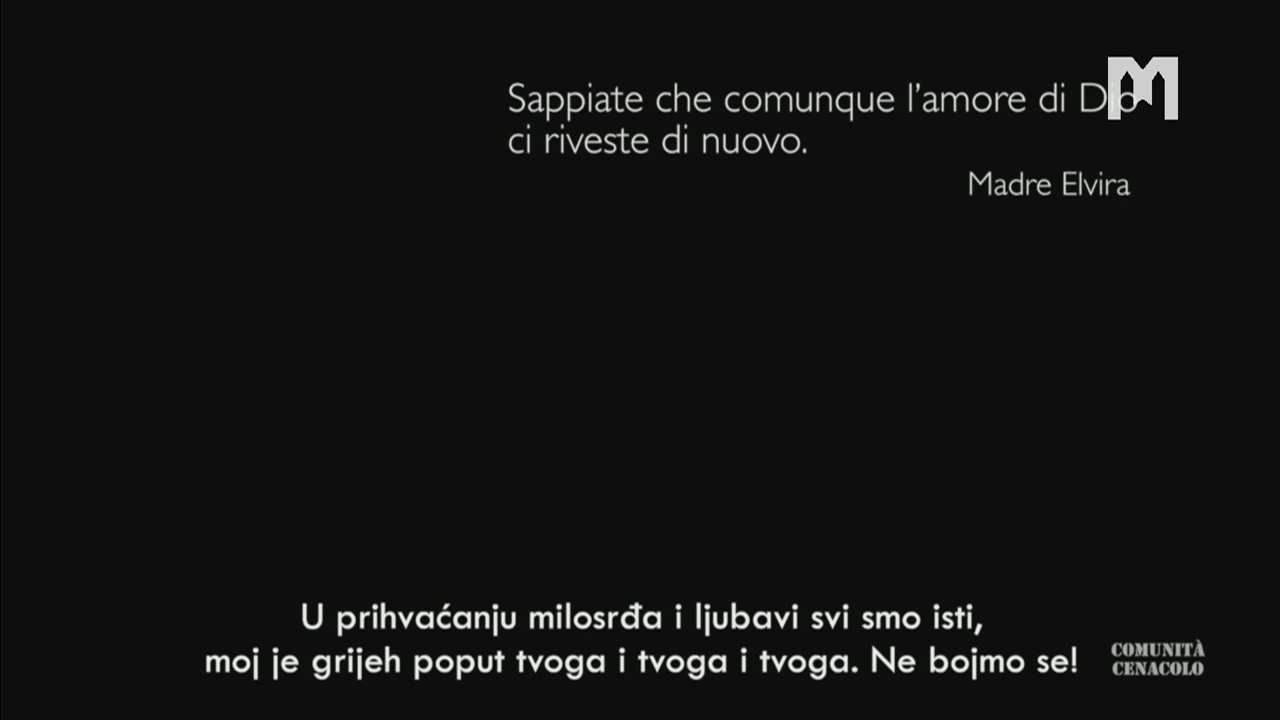 Sappiate che comunque l'amore di Dio
ci riveste di nuovo.
Madre Elvira
U prihvaćanju milosrđa i ljubavi svi smo isti,
moj je grijeh poput tvoga i tvoga i tvoga. Ne bojmo se!
COMUNITÀ
CENACOLO